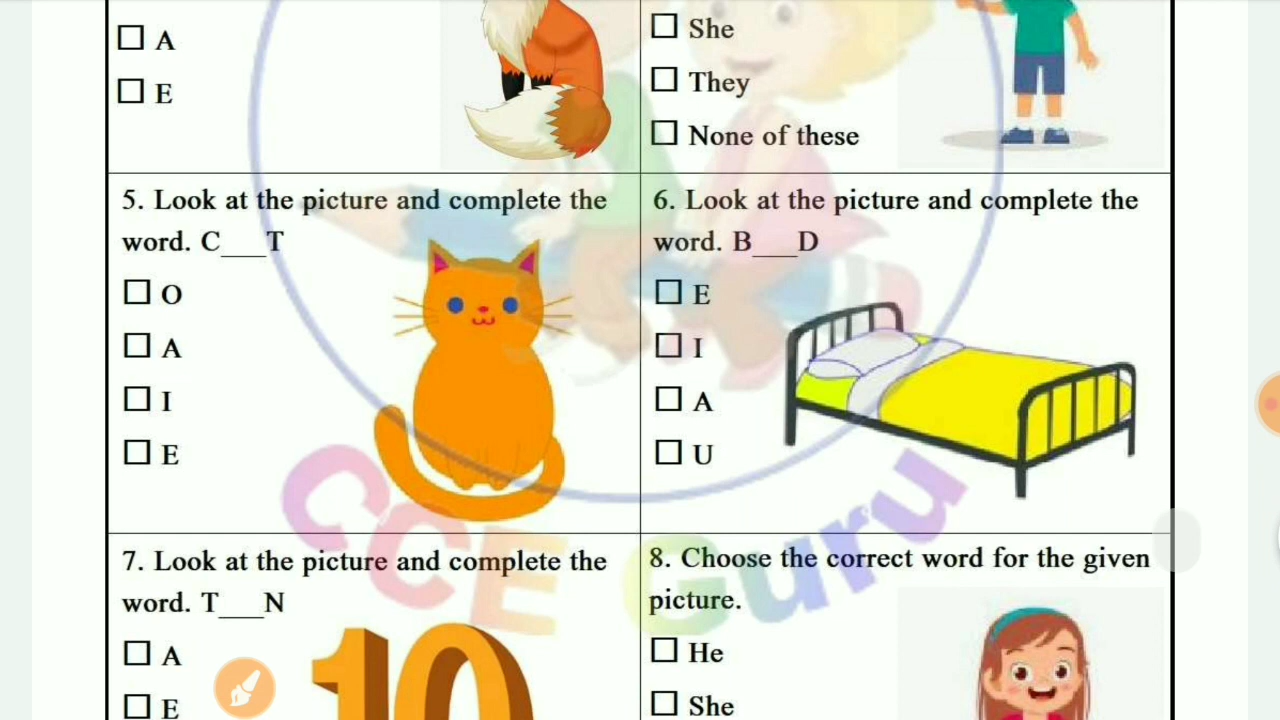 ☐ A
☐ E
☐ She
☐ They
☐ None of these
5. Look at the picture and complete the
word. C___T
☐ O
☐ A
☐ I
☐ E
6. Look at the picture and complete the
word. B___D
☐ E
☐ I
☐ A
☐ U
7. Look at the picture and complete the
word. T___N
☐ A
☐ E
10
8. Choose the correct word for the given
picture.
☐ He
☐ She
CCE Guru